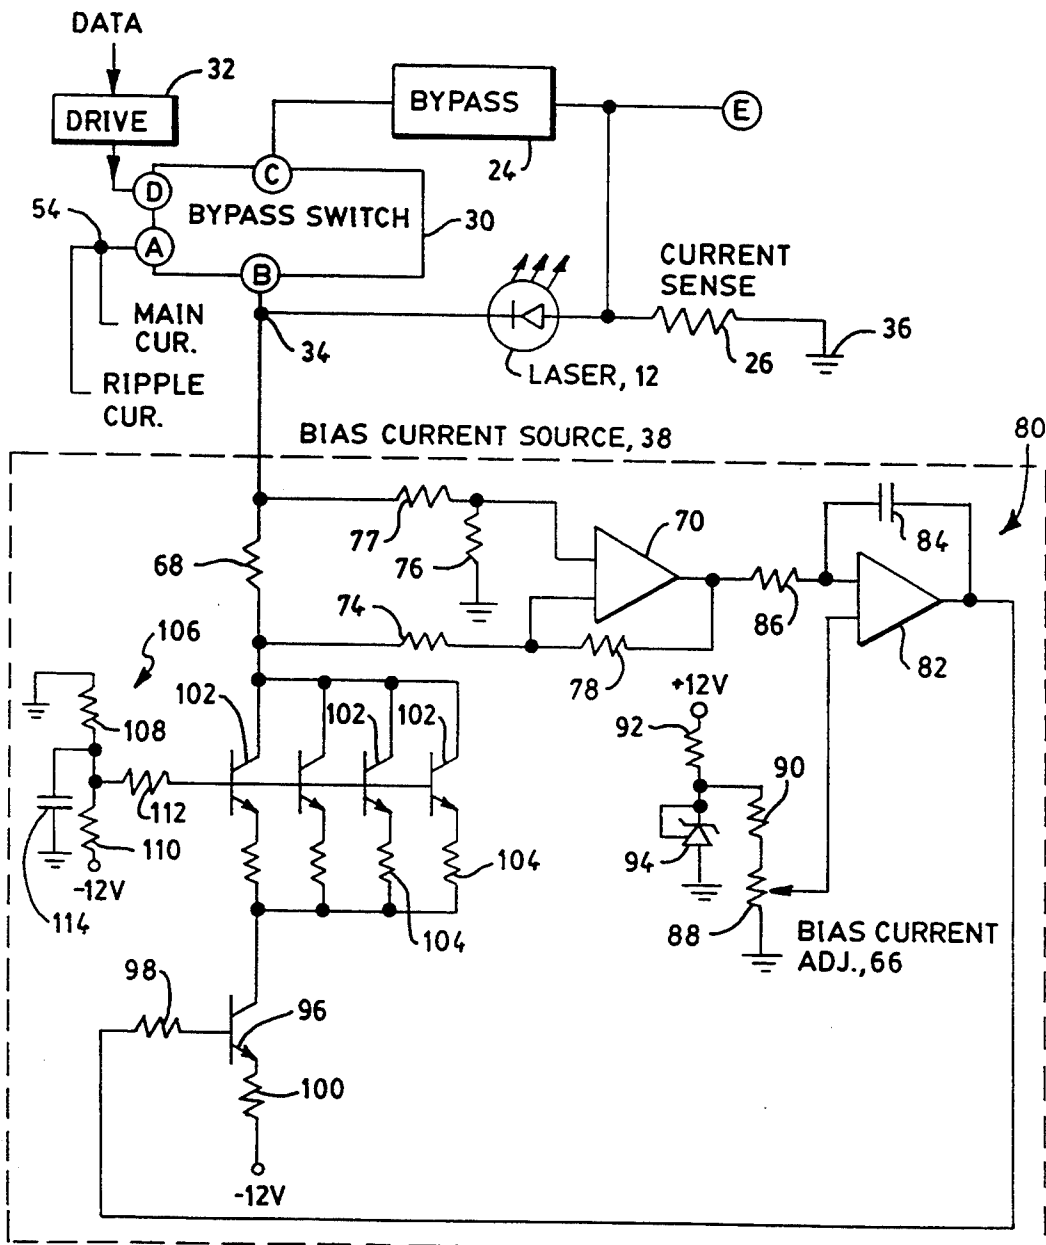 DATA
32
DRIVE
BYPASS
E
24
C
D
BYPASS SWITCH
30
54
A
B
CURRENT
SENSE
MAIN
CUR.
34
26
36
LASER, 12
RIPPLE
CUR.
BIAS CURRENT SOURCE, 38
80
77
70
84
68
76
74
86
82
78
106
102
102
102
+12V
92
108
90
112
110
94
104
-12V
114
104
88
BIAS CURRENT
ADJ., 66
98
96
100
-12V